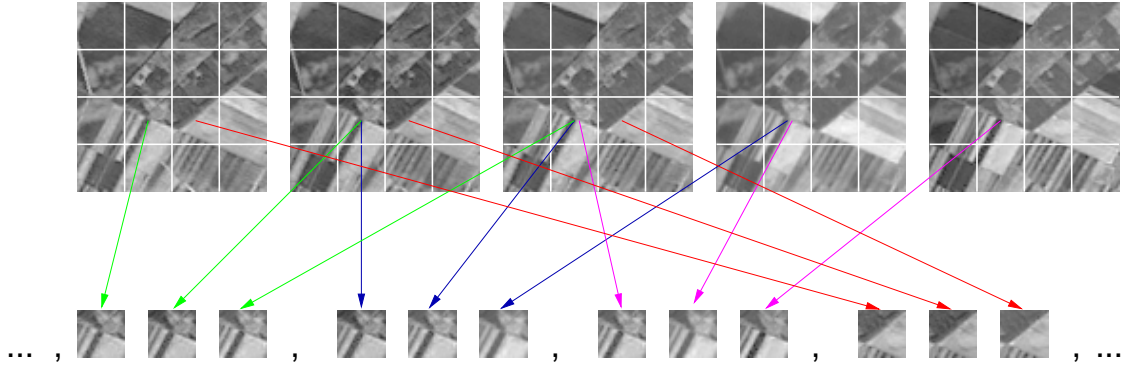 ... , , , , , ...